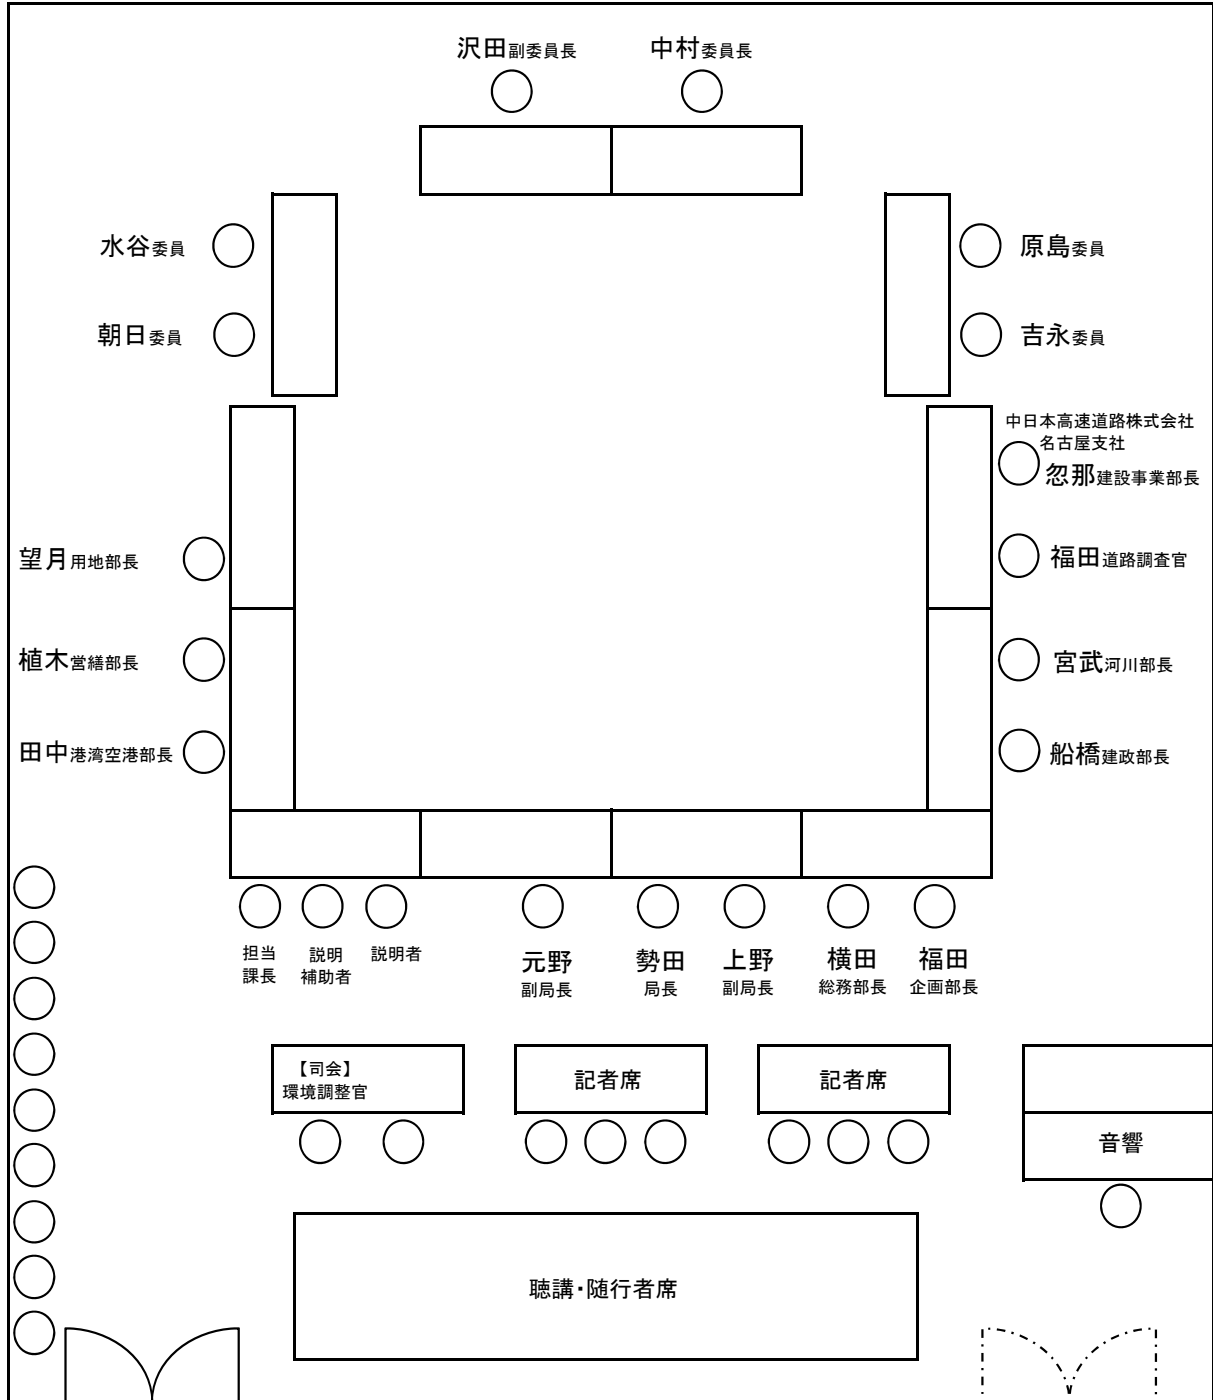 沢田副委員長
中村委員長
水谷委員
原島委員
朝日委員
吉永委員
中日本高速道路株式会社
名古屋支社
忽那建設事業部長
望月用地部長
福田道路調査官
植木営繕部長
宮武河川部長
田中港湾空港部長
船橋建政部長
担当
課長
説明
補助者
説明者
元野
副局長
勢田
局長
上野
副局長
横田
総務部長
福田
企画部長
【司会】
環境調整官
記者席
記者席
音響
聴講・随行者席